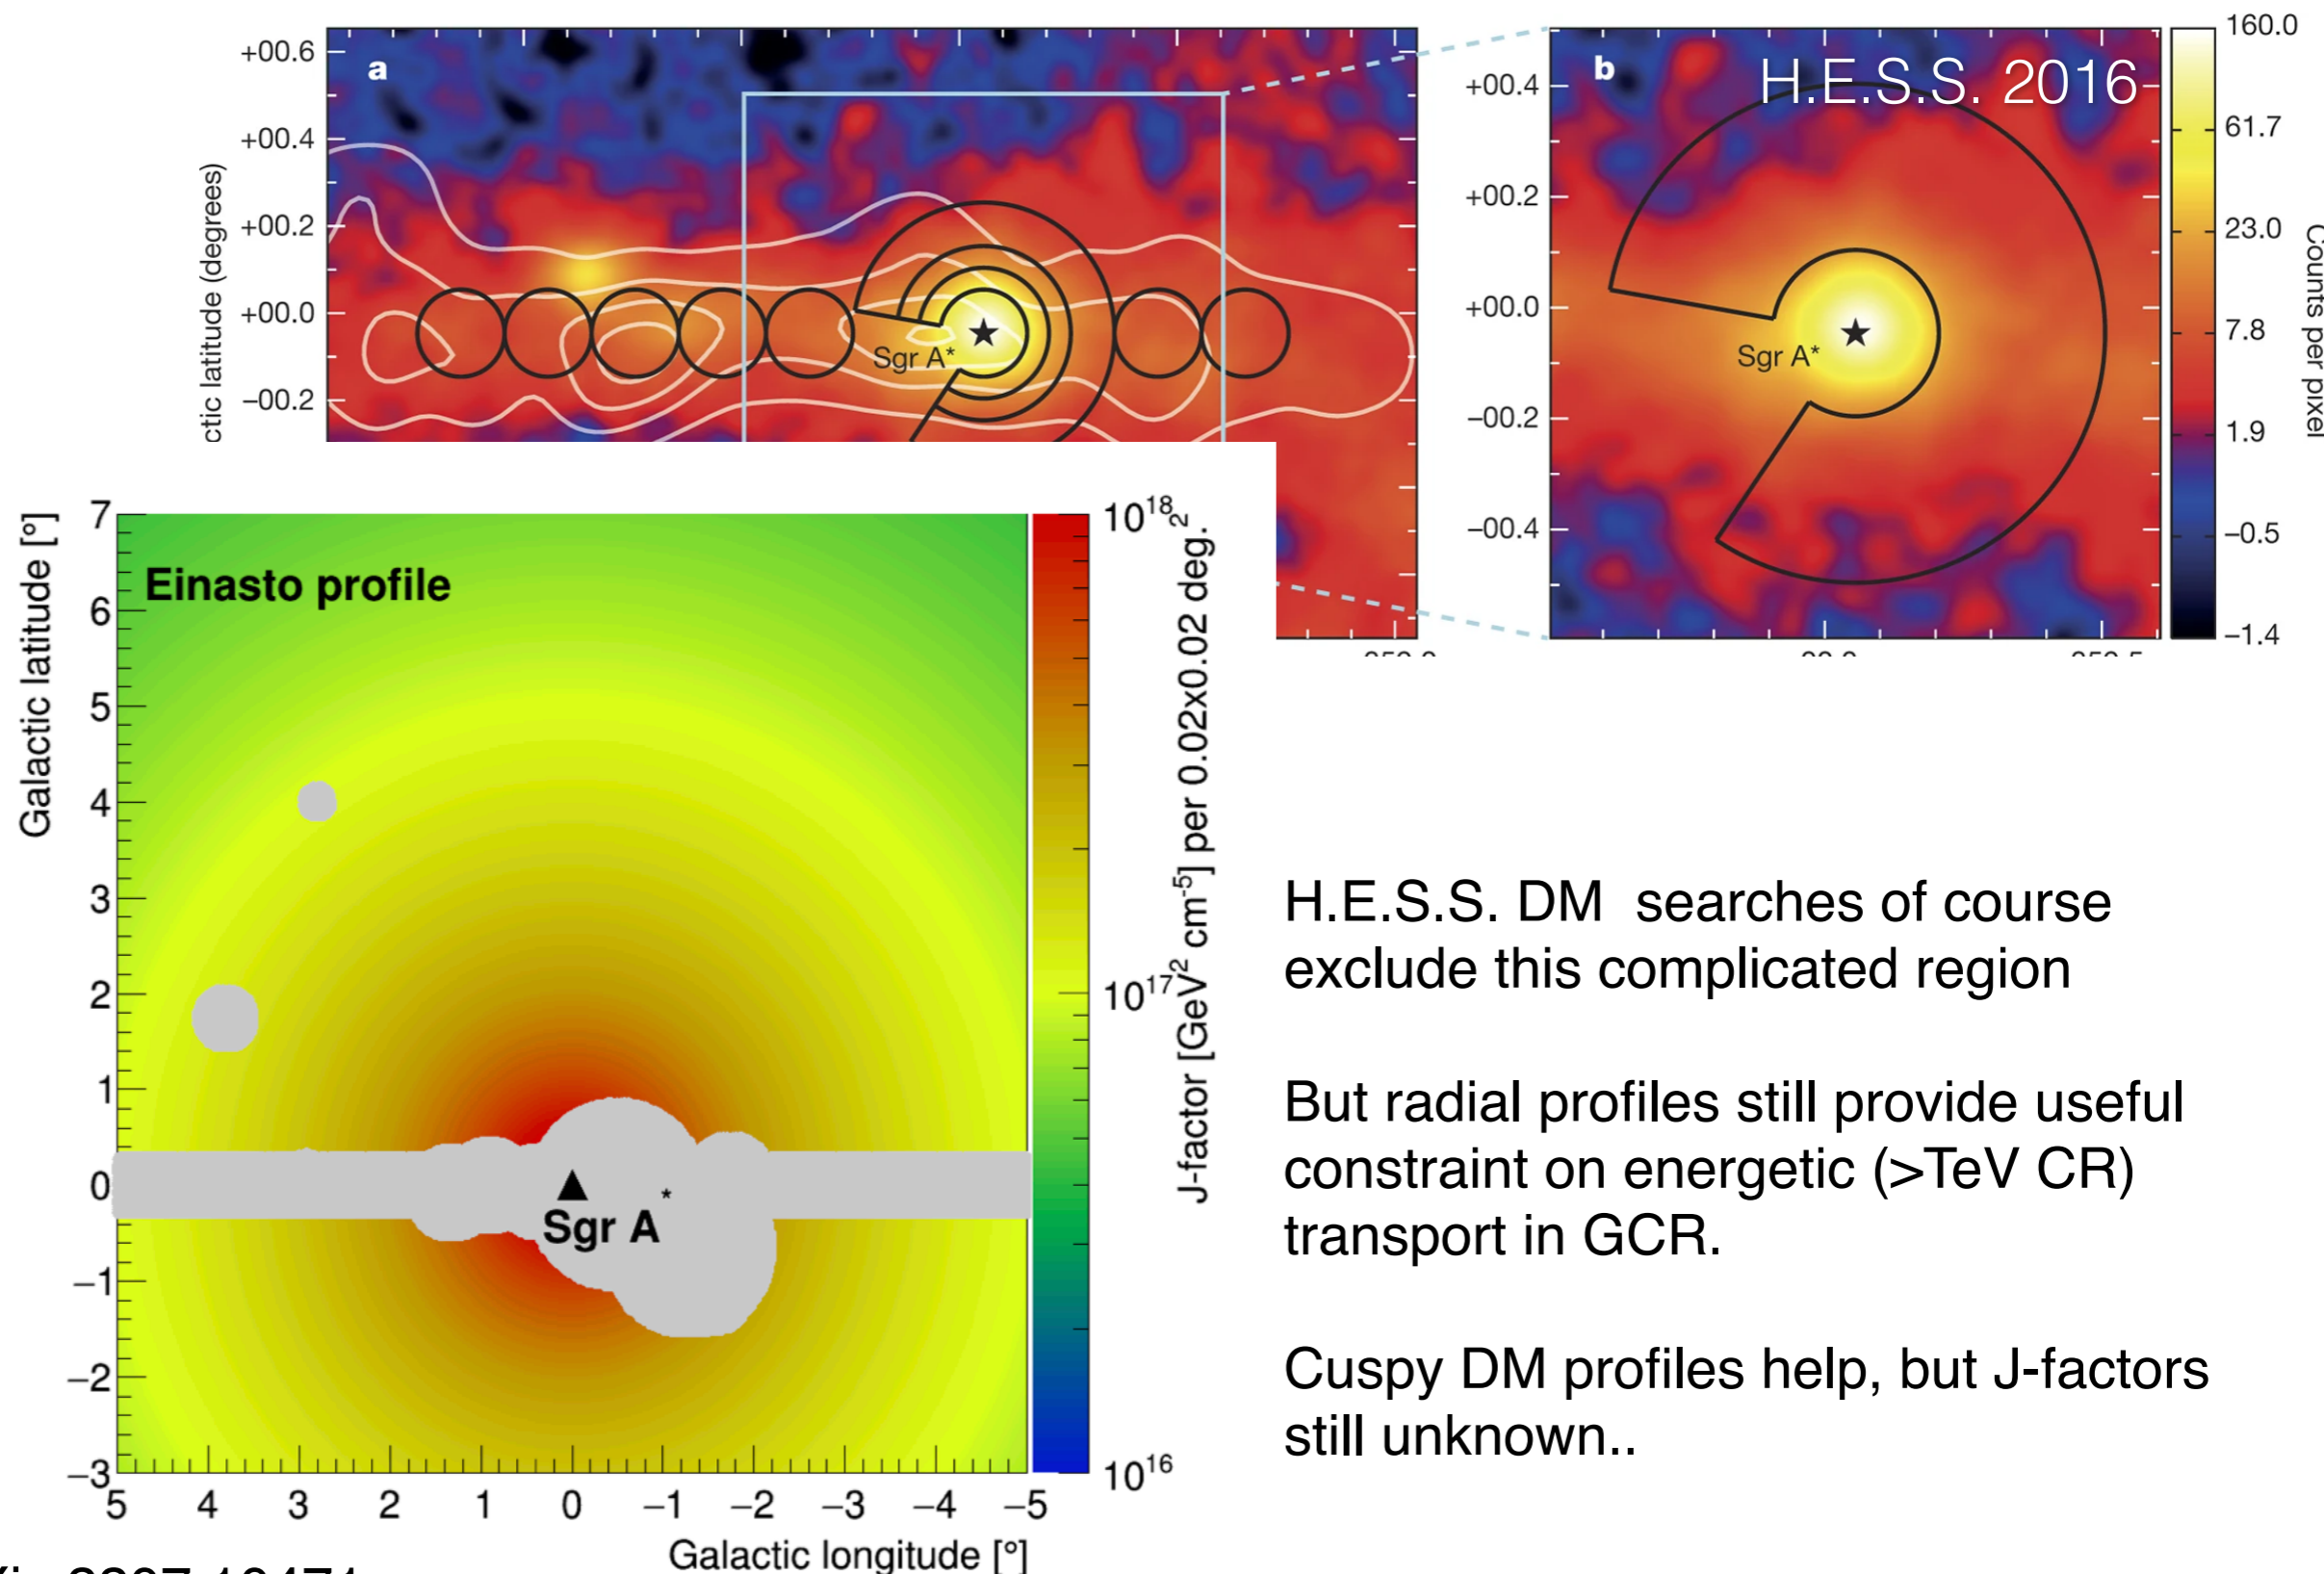 a
+00.6
+00.4
+00.2
+00.0
−00.2
ctic latitude (degrees)
Sgr A*
b
H.E.S.S. 2016
+00.4
+00.2
+00.0
−00.2
−00.4
Sgr A*
160.0
61.7
23.0
7.8
1.9
−0.5
−1.4
Counts per pixel
Einasto profile
Galactic latitude [°]
7
6
5
4
3
2
1
0
−1
−2
−3
Sgr A*
5 4 3 2 1 0 −1 −2 −3 −4 −5
Galactic longitude [°]
10^18
10^17
10^16
J-factor [GeV^2 cm^-5] per 0.02x0.02 deg.^2
H.E.S.S. DM searches of course
exclude this complicated region
But radial profiles still provide useful
constraint on energetic (>TeV CR)
transport in GCR.
Cuspy DM profiles help, but J-factors
still unknown..